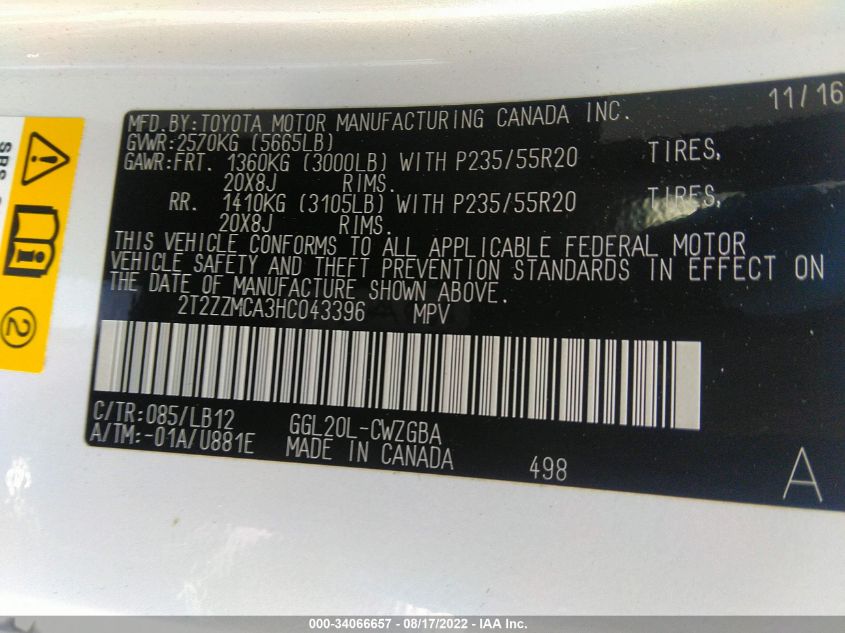 11/16
MFD.BY:TOYOTA MOTOR MANUFACTURING CANADA INC.
GVWR:2570KG (5665LB)
GAWR:FRT. 1360KG (3000LB) WITH P235/55R20 TIRES,
20X8J RIMS.
RR. 1410KG (3105LB) WITH P235/55R20 TIRES,
20X8J RIMS.
THIS VEHICLE CONFORMS TO ALL APPLICABLE FEDERAL MOTOR
VEHICLE SAFETY AND THEFT PREVENTION STANDARDS IN EFFECT ON
THE DATE OF MANUFACTURE SHOWN ABOVE.
2T2ZZMCA3HC043396 MPV
C/TR:085/LB12 GGL20L-CWZGBA
A/TM:-01A/U881E MADE IN CANADA
498
A
SRS
2
000-34066657 - 08/17/2022 - IAA Inc.